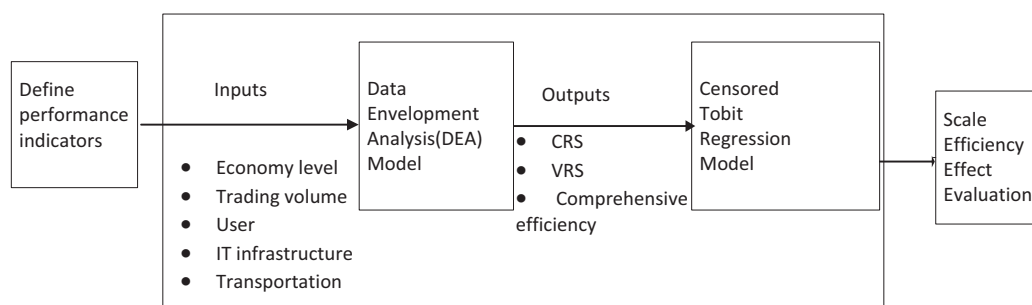 Define
performance
indicators
Inputs
● Economy level
● Trading volume
● User
● IT infrastructure
● Transportation
Data
Envelopment
Analysis(DEA)
Model
Outputs
● CRS
● VRS
● Comprehensive
efficiency
Censored
Tobit
Regression
Model
Scale
Efficiency
Effect
Evaluation